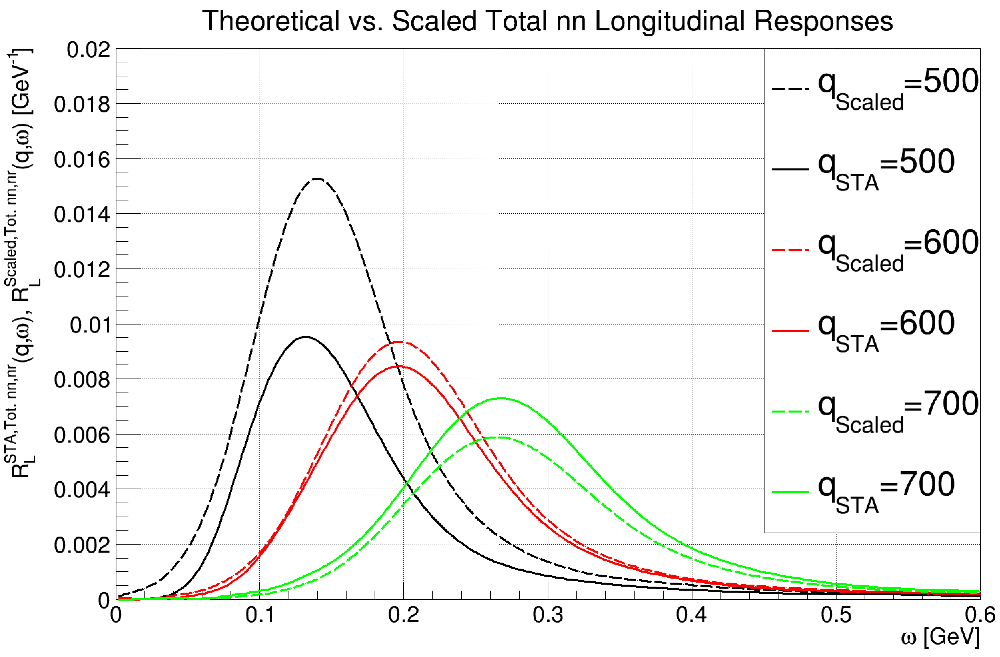 Theoretical vs. Scaled Total nn Longitudinal Responses
R_L^STA,Tot. nn,nr(q,ω), R_L^Scaled,Tot. nn,nr(q,ω) [GeV^-1]
0.02
0.018
0.016
0.014
0.012
0.01
0.008
0.006
0.004
0.002
0
0 0.1 0.2 0.3 0.4 0.5 0.6
ω [GeV]
q_Scaled=500
q_STA=500
q_Scaled=600
q_STA=600
q_Scaled=700
q_STA=700